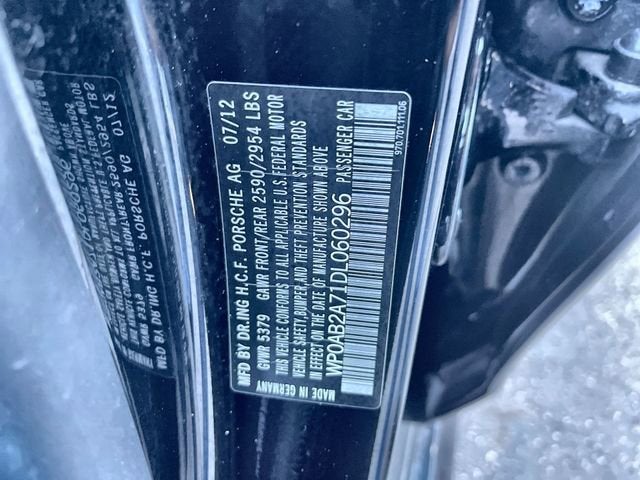 MFD BY DR.ING H.C.F. PORSCHE AG 07/12
GVWR 5379 GAWR FRONT/REAR 2590/2954 LBS
THIS VEHICLE CONFORMS TO ALL APPLICABLE U.S. FEDERAL MOTOR
VEHICLE SAFETY, BUMPER, AND THEFT PREVENTION STANDARDS
IN EFFECT ON THE DATE OF MANUFACTURE SHOWN ABOVE
WP0AB2A71DL060296 PASSENGER CAR
MADE IN GERMANY
970.701.111.06